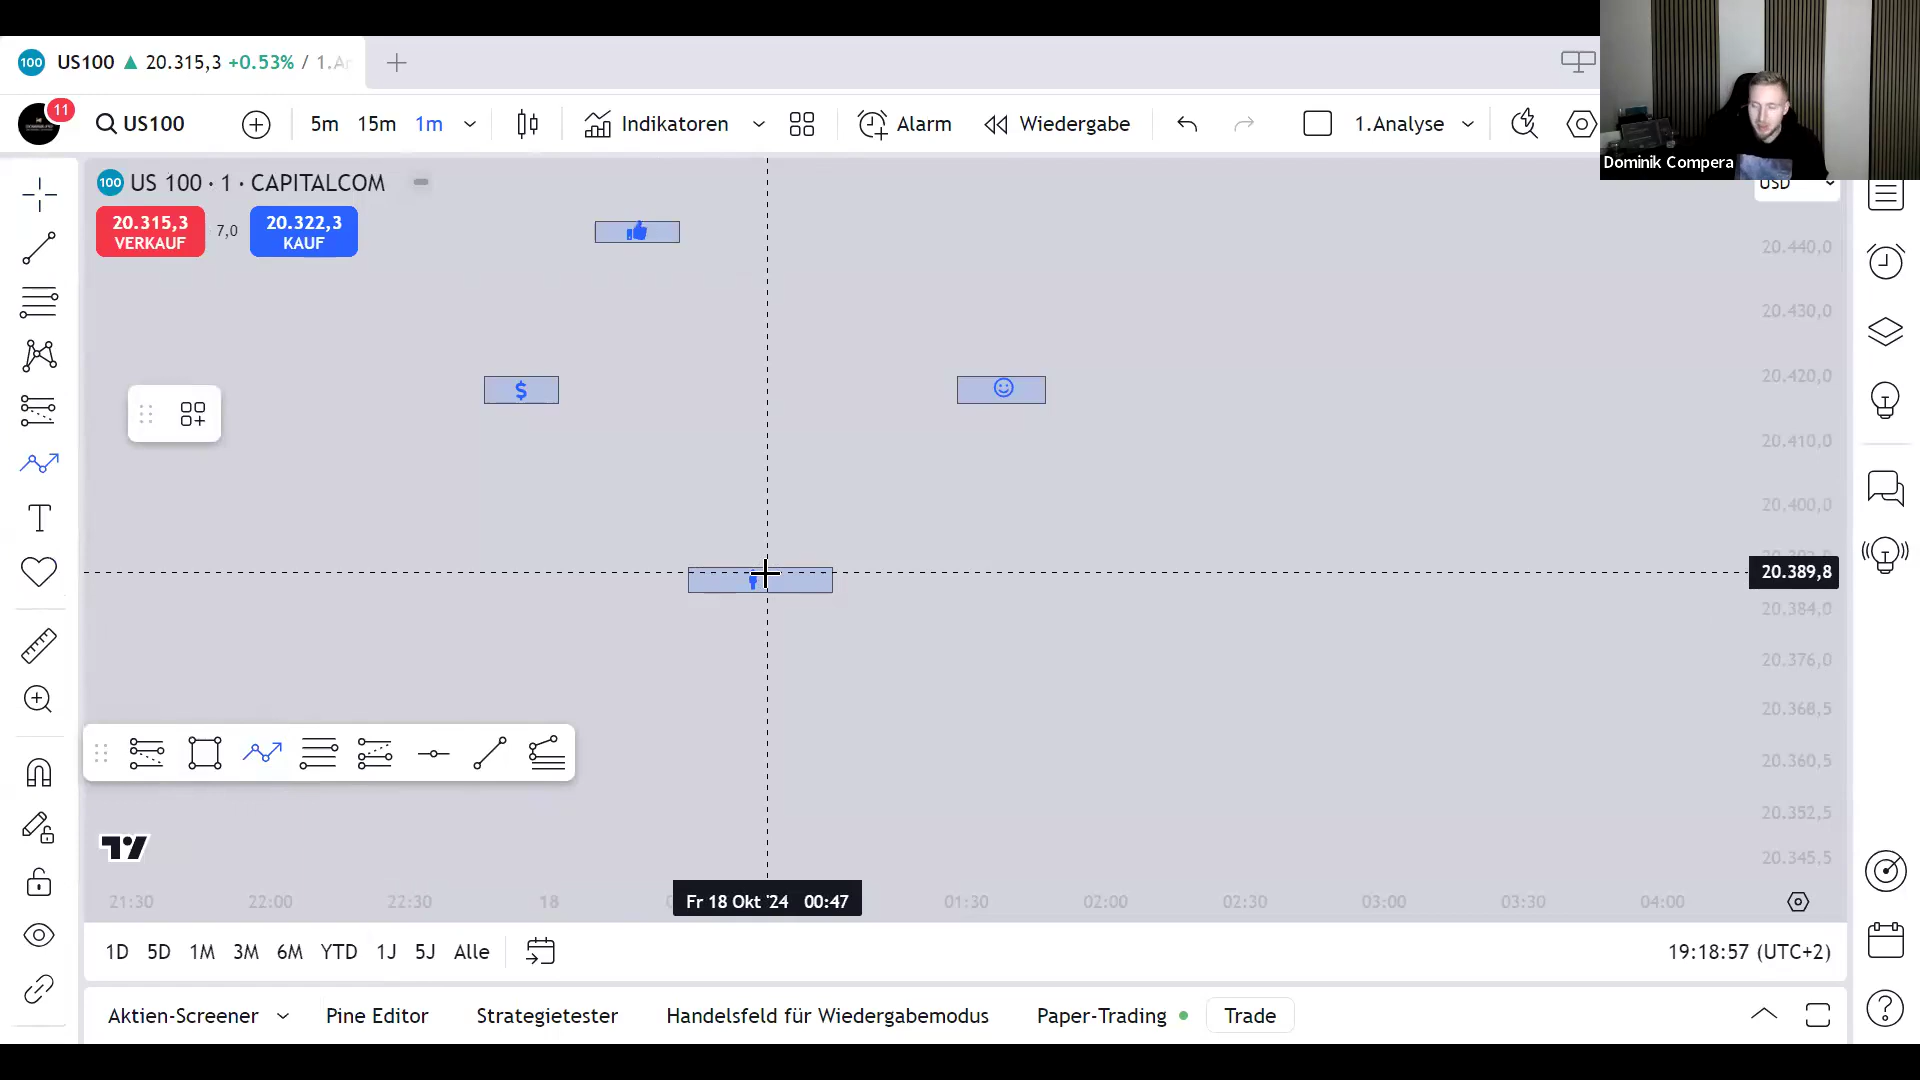 100 US100 20.315,3 +0.53% / 1.A
Dominik Compera
11 US100 5m 15m 1m Indikatoren Alarm Wiedergabe 1.Analyse
100 US 100 · 1 · CAPITALCOM
USD
20.315,3
VERKAUF
7,0
20.322,3
KAUF
$
20.440,0
20.430,0
20.420,0
20.410,0
20.400,0
20.389,8
20.384,0
20.376,0
20.368,5
20.360,5
20.352,5
20.345,5
21:30 22:00 22:30 18 Fr 18 Okt '24 00:47 01:30 02:00 02:30 03:00 03:30 04:00
1D 5D 1M 3M 6M YTD 1J 5J Alle 19:18:57 (UTC+2)
Aktien-Screener Pine Editor Strategietester Handelsfeld für Wiedergabemodus Paper-Trading Trade